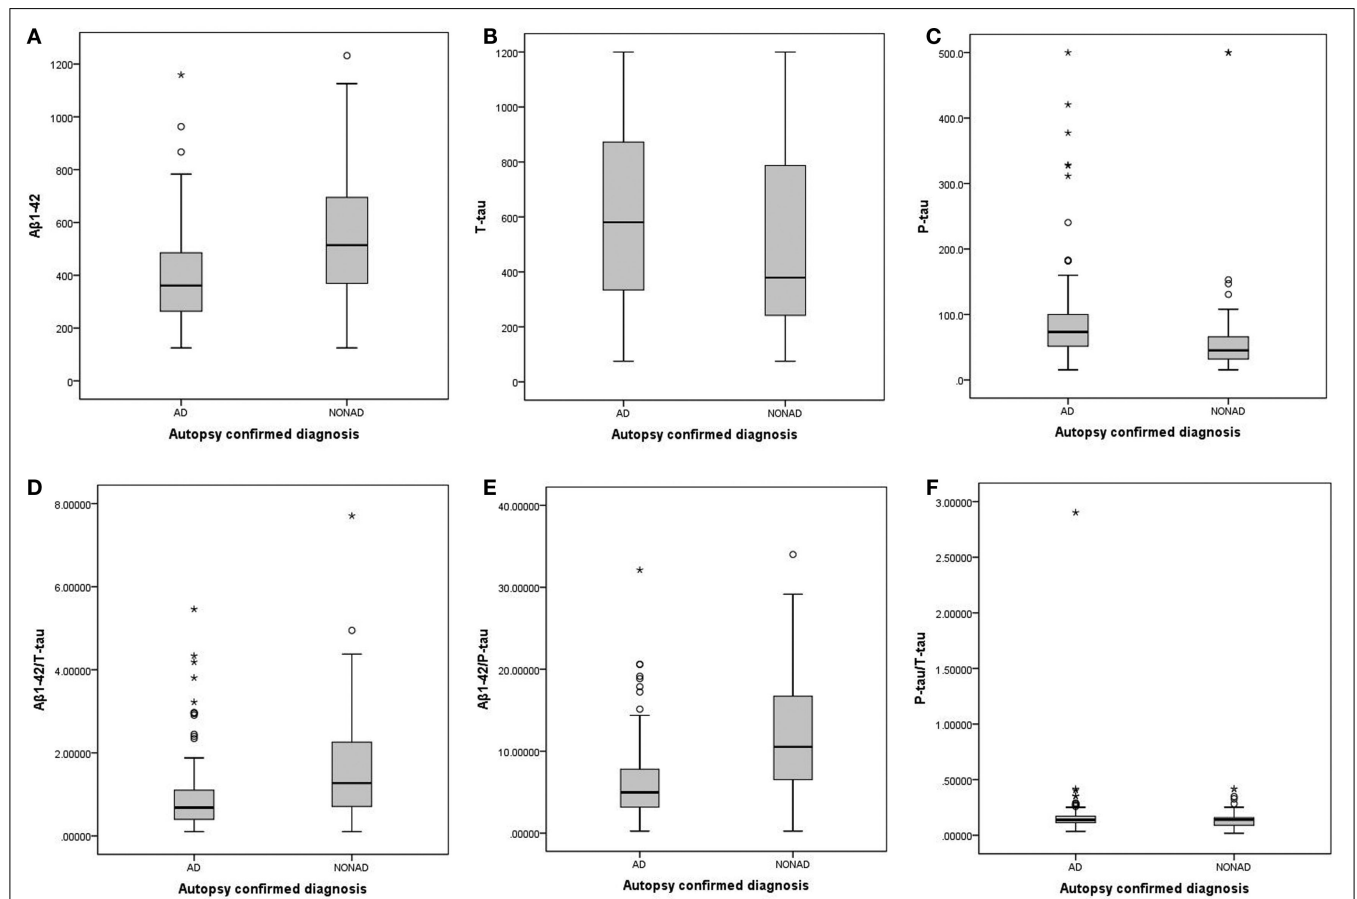 A
Aβ1-42
1200
1000
800
600
400
200
0
AD NONAD
Autopsy confirmed diagnosis
B
T-tau
1200
1000
800
600
400
200
0
AD NONAD
Autopsy confirmed diagnosis
C
P-tau
500.0
400.0
300.0
200.0
100.0
.0
AD NONAD
Autopsy confirmed diagnosis
D
Aβ1-42/T-tau
8.00000
6.00000
4.00000
2.00000
.00000
AD NONAD
Autopsy confirmed diagnosis
E
Aβ1-42/P-tau
40.00000
30.00000
20.00000
10.00000
.00000
AD NONAD
Autopsy confirmed diagnosis
F
P-tau/T-tau
3.00000
2.50000
2.00000
1.50000
1.00000
.50000
.00000
AD NONAD
Autopsy confirmed diagnosis